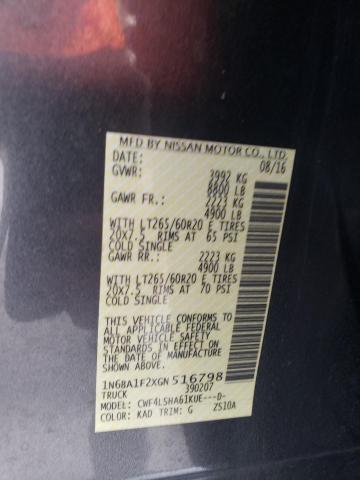 MFD BY NISSAN MOTOR CO., LTD.
DATE: 08/16
GVWR: 3992 KG
8800 LB
GAWR FR.: 2223 KG
4900 LB
WITH LT265/60R20 E TIRES
20X7.5 RIMS AT 65 PSI
COLD SINGLE
GAWR RR.: 2223 KG
4900 LB
WITH LT265/60R20 E TIRES
20X7.5 RIMS AT 70 PSI
COLD SINGLE
THIS VEHICLE CONFORMS TO
ALL APPLICABLE FEDERAL
MOTOR VEHICLE SAFETY
STANDARDS IN EFFECT ON
THE DATE OF MANUFACTURE
SHOWN ABOVE.
1N6BA1F2XGN516798
TRUCK 390207
MODEL: CWF4LSHA61KUE---D-
COLOR: KAD TRIM: G ZS10A